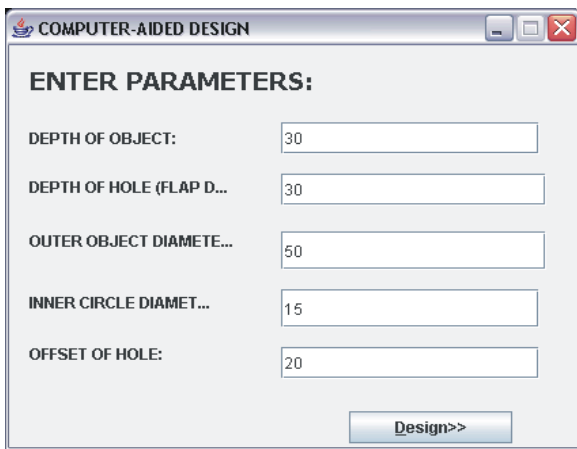 COMPUTER-AIDED DESIGN
ENTER PARAMETERS:
DEPTH OF OBJECT: 30
DEPTH OF HOLE (FLAP D... 30
OUTER OBJECT DIAMETE... 50
INNER CIRCLE DIAMET... 15
OFFSET OF HOLE: 20
Design>>